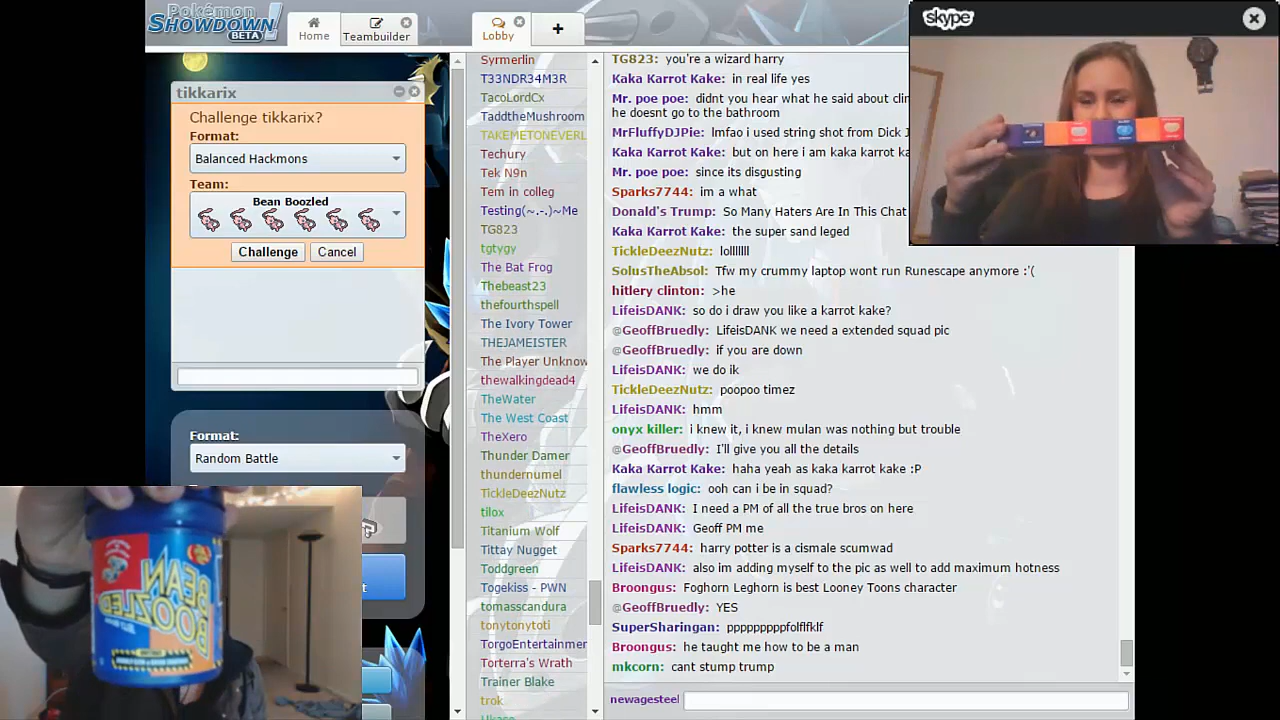 Pokémon
SHOWDOWN!
BETA
Home
Teambuilder
Lobby
+
skype
tikkarix
Challenge tikkarix?
Format:
Balanced Hackmons
Team:
Bean Boozled
Challenge
Cancel
Format:
Random Battle
BEAN
BOOZLED
Syrmerlin
T33NDR34M3R
TacoLordCx
TaddtheMushroom
TAKEMETONEVERL
Techury
Tek N9n
Tem in colleg
Testing(~.-.)~Me
TG823
tgtygy
The Bat Frog
Thebeast23
thefourthspell
The Ivory Tower
THEJAMEISTER
The Player Unknow
thewalkingdead4
TheWater
The West Coast
TheXero
Thunder Damer
thundernumel
TickleDeezNutz
tilox
Titanium Wolf
Tittay Nugget
Toddgreen
Togekiss - PWN
tomasscandura
tonytonytoti
TorgoEntertainmer
Torterra's Wrath
Trainer Blake
trok
TG823: you're a wizard harry
Kaka Karrot Kake: in real life yes
Mr. poe poe: didnt you hear what he said about
he doesnt go to the bathroom
MrFluffyDJPie: lmfao i used string shot from Dick
Kaka Karrot Kake: but on here i am kaka karrot
Mr. poe poe: since its disgusting
Sparks7744: im a what
Donald's Trump: So Many Haters Are In This Chat
Kaka Karrot Kake: the super sand leged
TickleDeezNutz: lolllllll
SolusTheAbsol: Tfw my crummy laptop wont run Runescape anymore :'(
hitlery clinton: >he
LifeisDANK: so do i draw you like a karrot kake?
@GeoffBruedly: LifeisDANK we need a extended squad pic
@GeoffBruedly: if you are down
LifeisDANK: we do ik
TickleDeezNutz: poopoo timez
LifeisDANK: hmm
onyx killer: i knew it, i knew mulan was nothing but trouble
@GeoffBruedly: I'll give you all the details
Kaka Karrot Kake: haha yeah as kaka karrot kake :P
flawless logic: ooh can i be in squad?
LifeisDANK: I need a PM of all the true bros on here
LifeisDANK: Geoff PM me
Sparks7744: harry potter is a cismale scumwad
LifeisDANK: also im adding myself to the pic as well to add maximum hotness
Broongus: Foghorn Leghorn is best Looney Toons character
@GeoffBruedly: YES
SuperSharingan: pppppppppfolflfklf
Broongus: he taught me how to be a man
mkcorn: cant stump trump
newagesteel